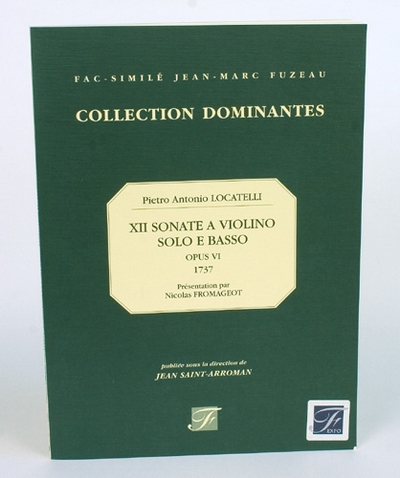 FAC-SIMILÉ JEAN-MARC FUZEAU
COLLECTION DOMINANTES
Pietro Antonio LOCATELLI
XII SONATE A VIOLINO
SOLO E BASSO
OPUS VI
1737
Présentation par
Nicolas FROMAGEOT
publiée sous la direction de
JEAN SAINT-ARROMAN
EXPO